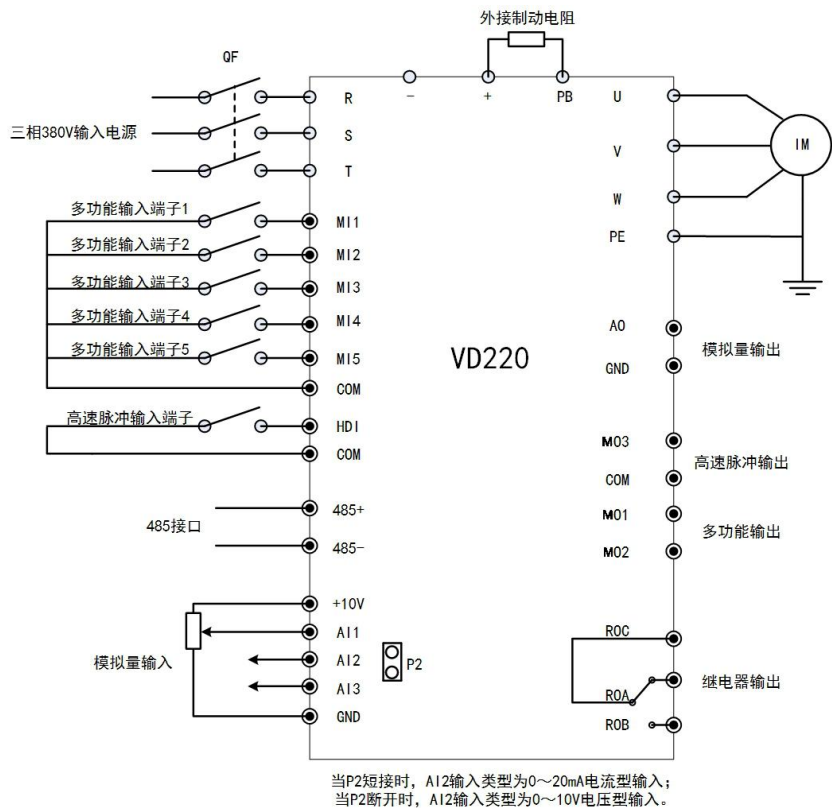 外接制动电阻
QF
R
-
+
PB
U
三相380V输入电源
S
V
IM
T
W
多功能输入端子1
MI1
PE
多功能输入端子2
MI2
多功能输入端子3
MI3
多功能输入端子4
MI4
AO
模拟量输出
多功能输入端子5
MI5
VD220
GND
COM
高速脉冲输入端子
HDI
MO3
高速脉冲输出
COM
COM
485+
MO1
485接口
多功能输出
485-
MO2
+10V
AI1
ROC
模拟量输入
AI2
P2
AI3
ROA
继电器输出
GND
ROB
当P2短接时，AI2输入类型为0～20mA电流型输入；
当P2断开时，AI2输入类型为0～10V电压型输入。